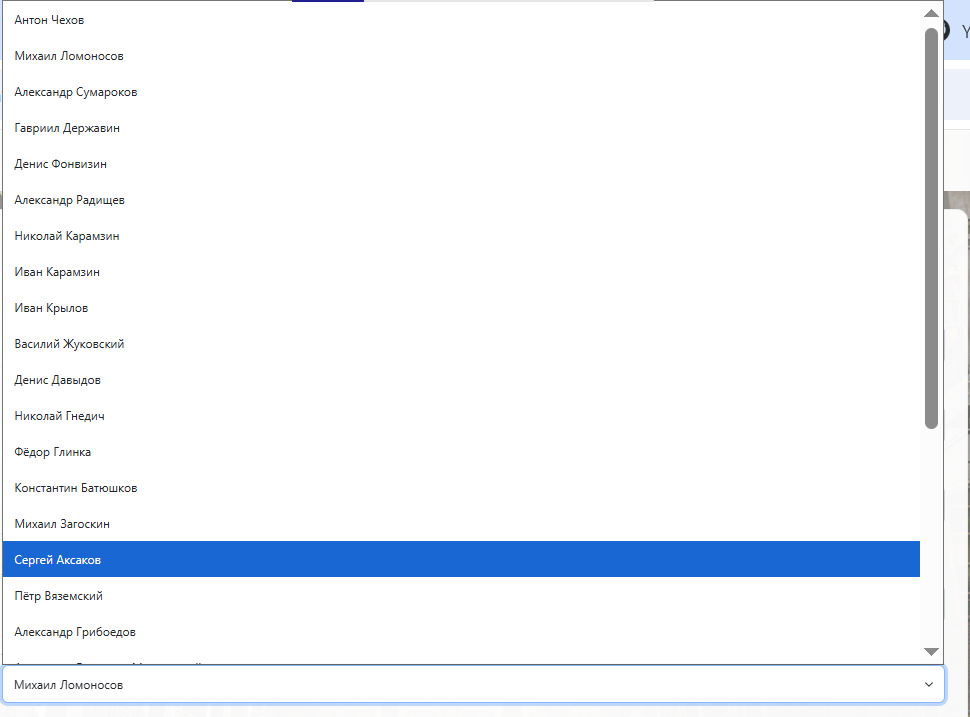 Антон Чехов
Михаил Ломоносов
Александр Сумароков
Гавриил Державин
Денис Фонвизин
Александр Радищев
Николай Карамзин
Иван Карамзин
Иван Крылов
Василий Жуковский
Денис Давыдов
Николай Гнедич
Фёдор Глинка
Константин Батюшков
Михаил Загоскин
Сергей Аксаков
Пётр Вяземский
Александр Грибоедов
Михаил Ломоносов